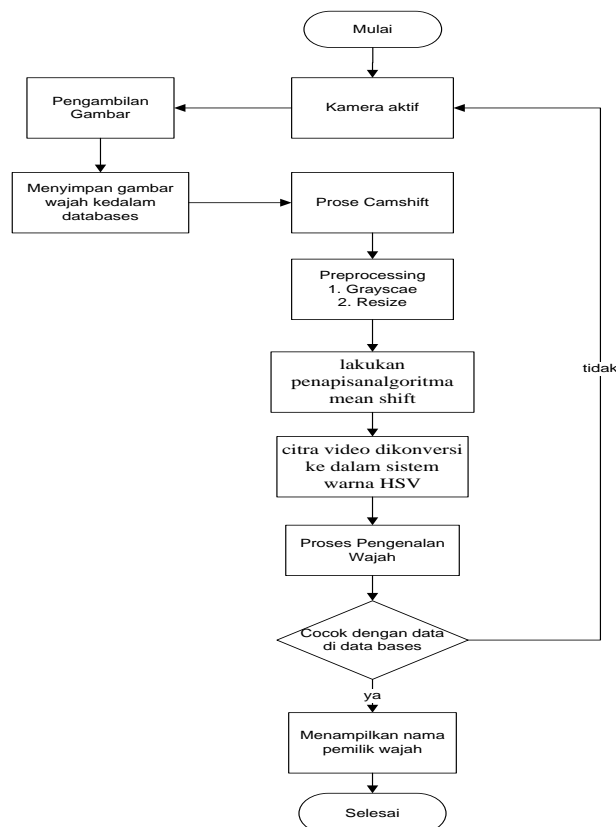 Mulai
Kamera aktif
Pengambilan
Gambar
Menyimpan gambar
wajah kedalam
databases
Prose Camshift
Preprocessing
1. Grayscae
2. Resize
lakukan
penapisanalgoritma
mean shift
citra video dikonversi
ke dalam sistem
warna HSV
Proses Pengenalan
Wajah
Cocok dengan data
di data bases
tidak
ya
Menampilkan nama
pemilik wajah
Selesai